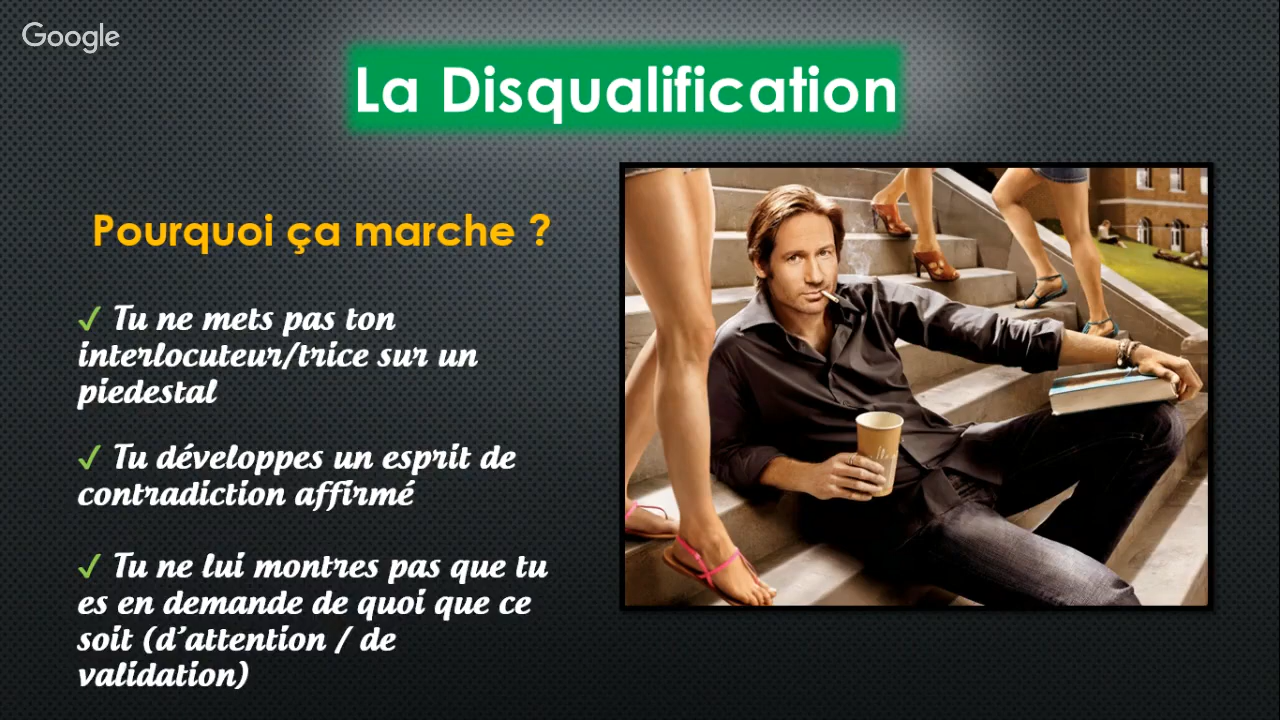 Google
La Disqualification
Pourquoi ça marche ?
✓ Tu ne mets pas ton
interlocuteur/trice sur un
piedestal
✓ Tu développes un esprit de
contradiction affirmé
✓ Tu ne lui montres pas que tu
es en demande de quoi que ce
soit (d'attention / de
validation)